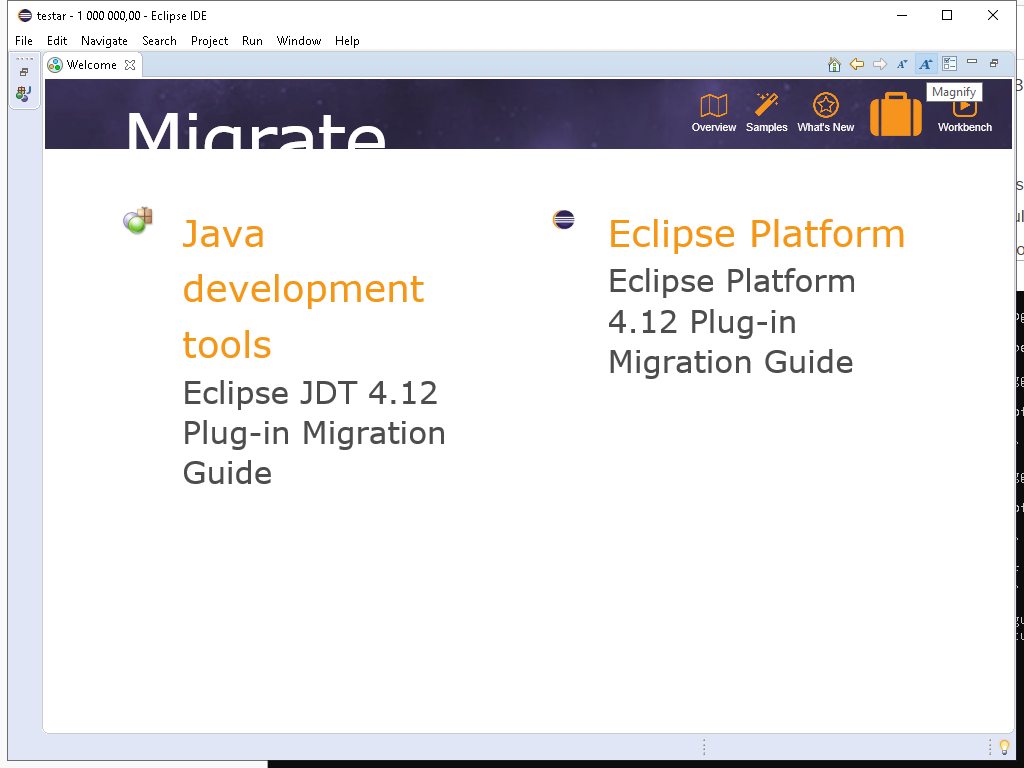 testar - 1 000 000,00 - Eclipse IDE
File Edit Navigate Search Project Run Window Help
Welcome
Magnify
Migrate
Overview Samples What's New Workbench
Java
development
tools
Eclipse JDT 4.12
Plug-in Migration
Guide
Eclipse Platform
Eclipse Platform
4.12 Plug-in
Migration Guide